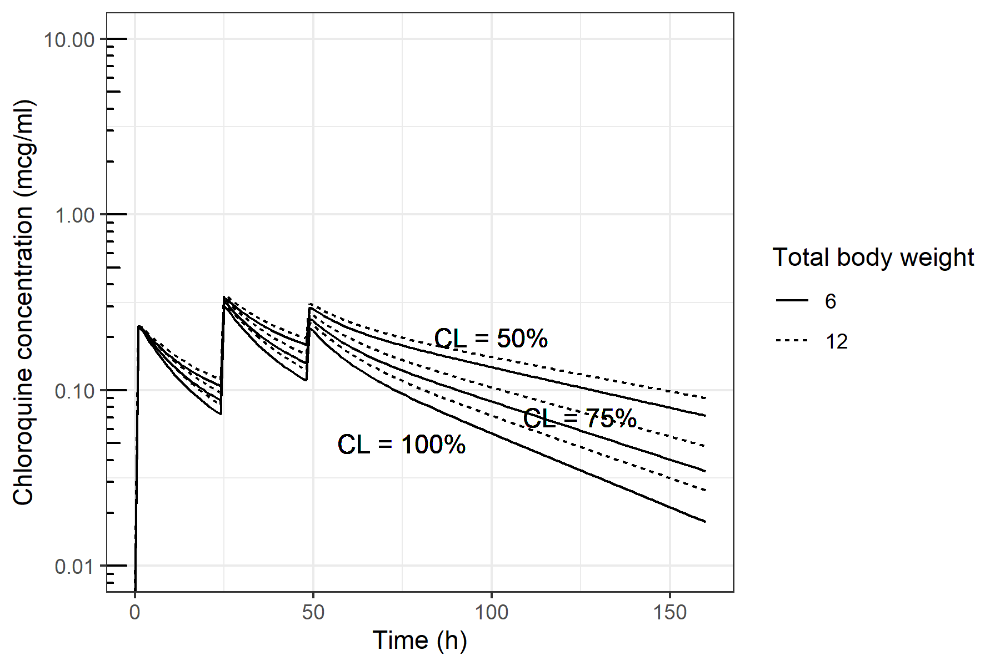 Chloroquine concentration (mcg/ml)
10.00
1.00
0.10
0.01
CL = 50%
CL = 75%
CL = 100%
0 50 100 150
Time (h)
Total body weight
6
12